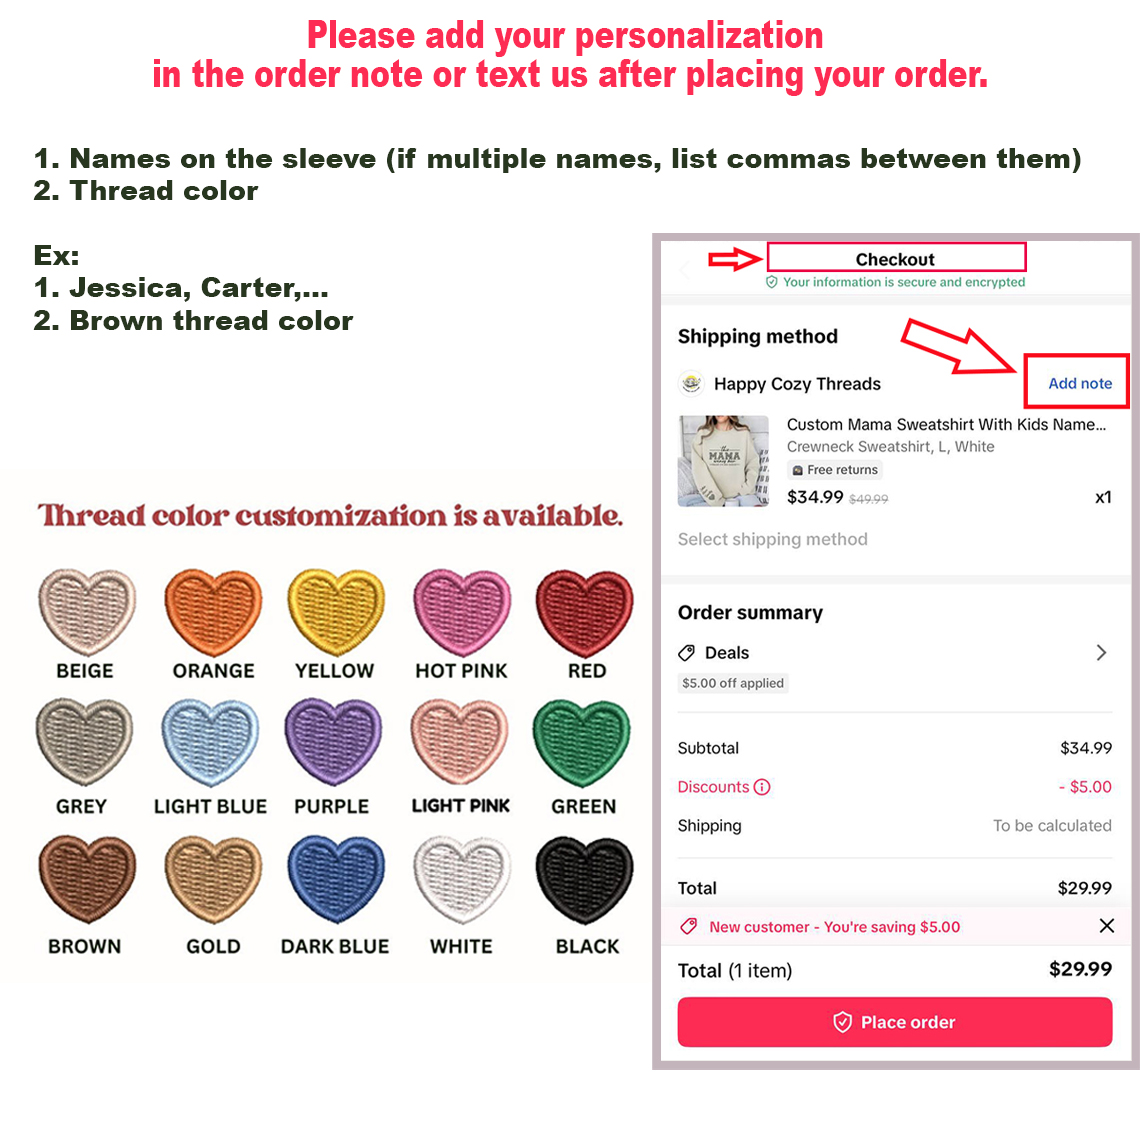 Please add your personalization
in the order note or text us after placing your order.
1. Names on the sleeve (if multiple names, list commas between them)
2. Thread color
Ex:
1. Jessica, Carter,...
2. Brown thread color
Thread color customization is available.
BEIGE ORANGE YELLOW HOT PINK RED
GREY LIGHT BLUE PURPLE LIGHT PINK GREEN
BROWN GOLD DARK BLUE WHITE BLACK
Checkout
Your information is secure and encrypted
Shipping method
Happy Cozy Threads Add note
Custom Mama Sweatshirt With Kids Name...
Crewneck Sweatshirt, L, White
Free returns
$34.99 $49.99 x1
MAMA
Select shipping method
Order summary
Deals
$5.00 off applied
Subtotal $34.99
Discounts - $5.00
Shipping To be calculated
Total $29.99
New customer - You're saving $5.00
Total (1 item) $29.99
Place order